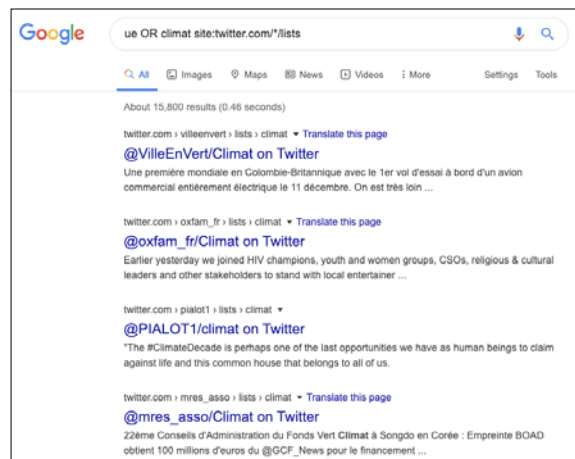 Google
ue OR climat site:twitter.com/*/lists
All Images Maps News Videos More Settings Tools
About 15,800 results (0.46 seconds)
twitter.com › villeenvert › lists › climat ▾ Translate this page
@VilleEnVert/Climat on Twitter
Une première mondiale en Colombie-Britannique avec le 1er vol d'essai à bord d'un avion
commercial entièrement électrique le 11 décembre. On est très loin ...
twitter.com › oxfam_fr › lists › climat ▾ Translate this page
@oxfam_fr/Climat on Twitter
Earlier yesterday we joined HIV champions, youth and women groups, CSOs, religious & cultural
leaders and other stakeholders to stand with local entertainer ...
twitter.com › pialot1 › lists › climat ▾
@PIALOT1/climat on Twitter
"The #ClimateDecade is perhaps one of the last opportunities we have as human beings to claim
against life and this common house that belongs to all of us.
twitter.com › mres_asso › lists › climat ▾ Translate this page
@mres_asso/Climat on Twitter
22ème Conseils d'Administration du Fonds Vert Climat à Songdo en Corée : Empreinte BOAD
obtient 100 millions d'euros du @GCF_News pour le financement ...